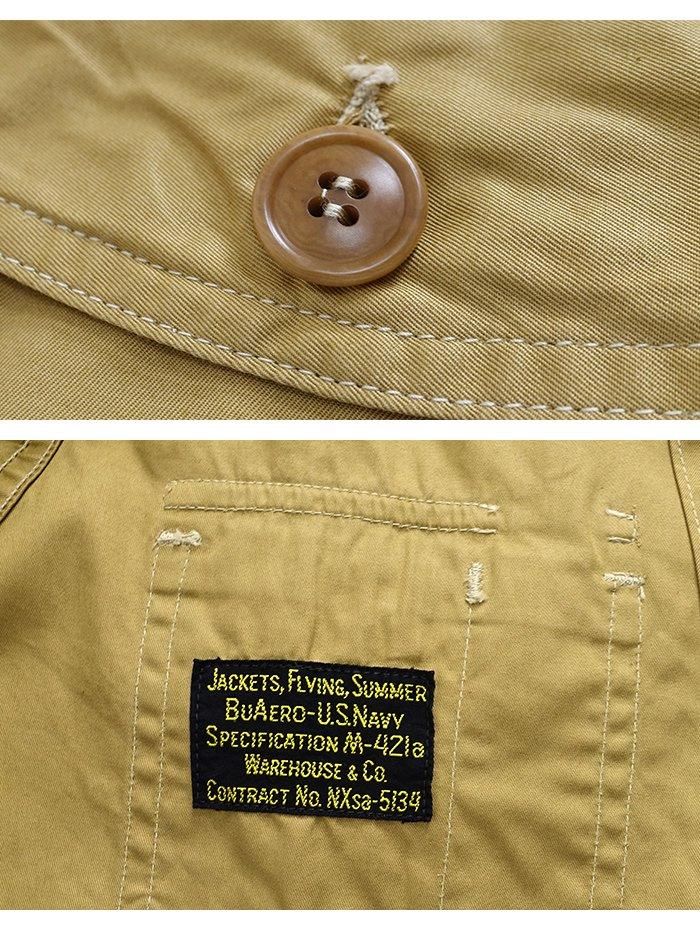 JACKETS, FLYING, SUMMER
BUAERO-U.S.NAVY
SPECIFICATION M-421a
WAREHOUSE & CO.
CONTRACT NO. NXsa-5134